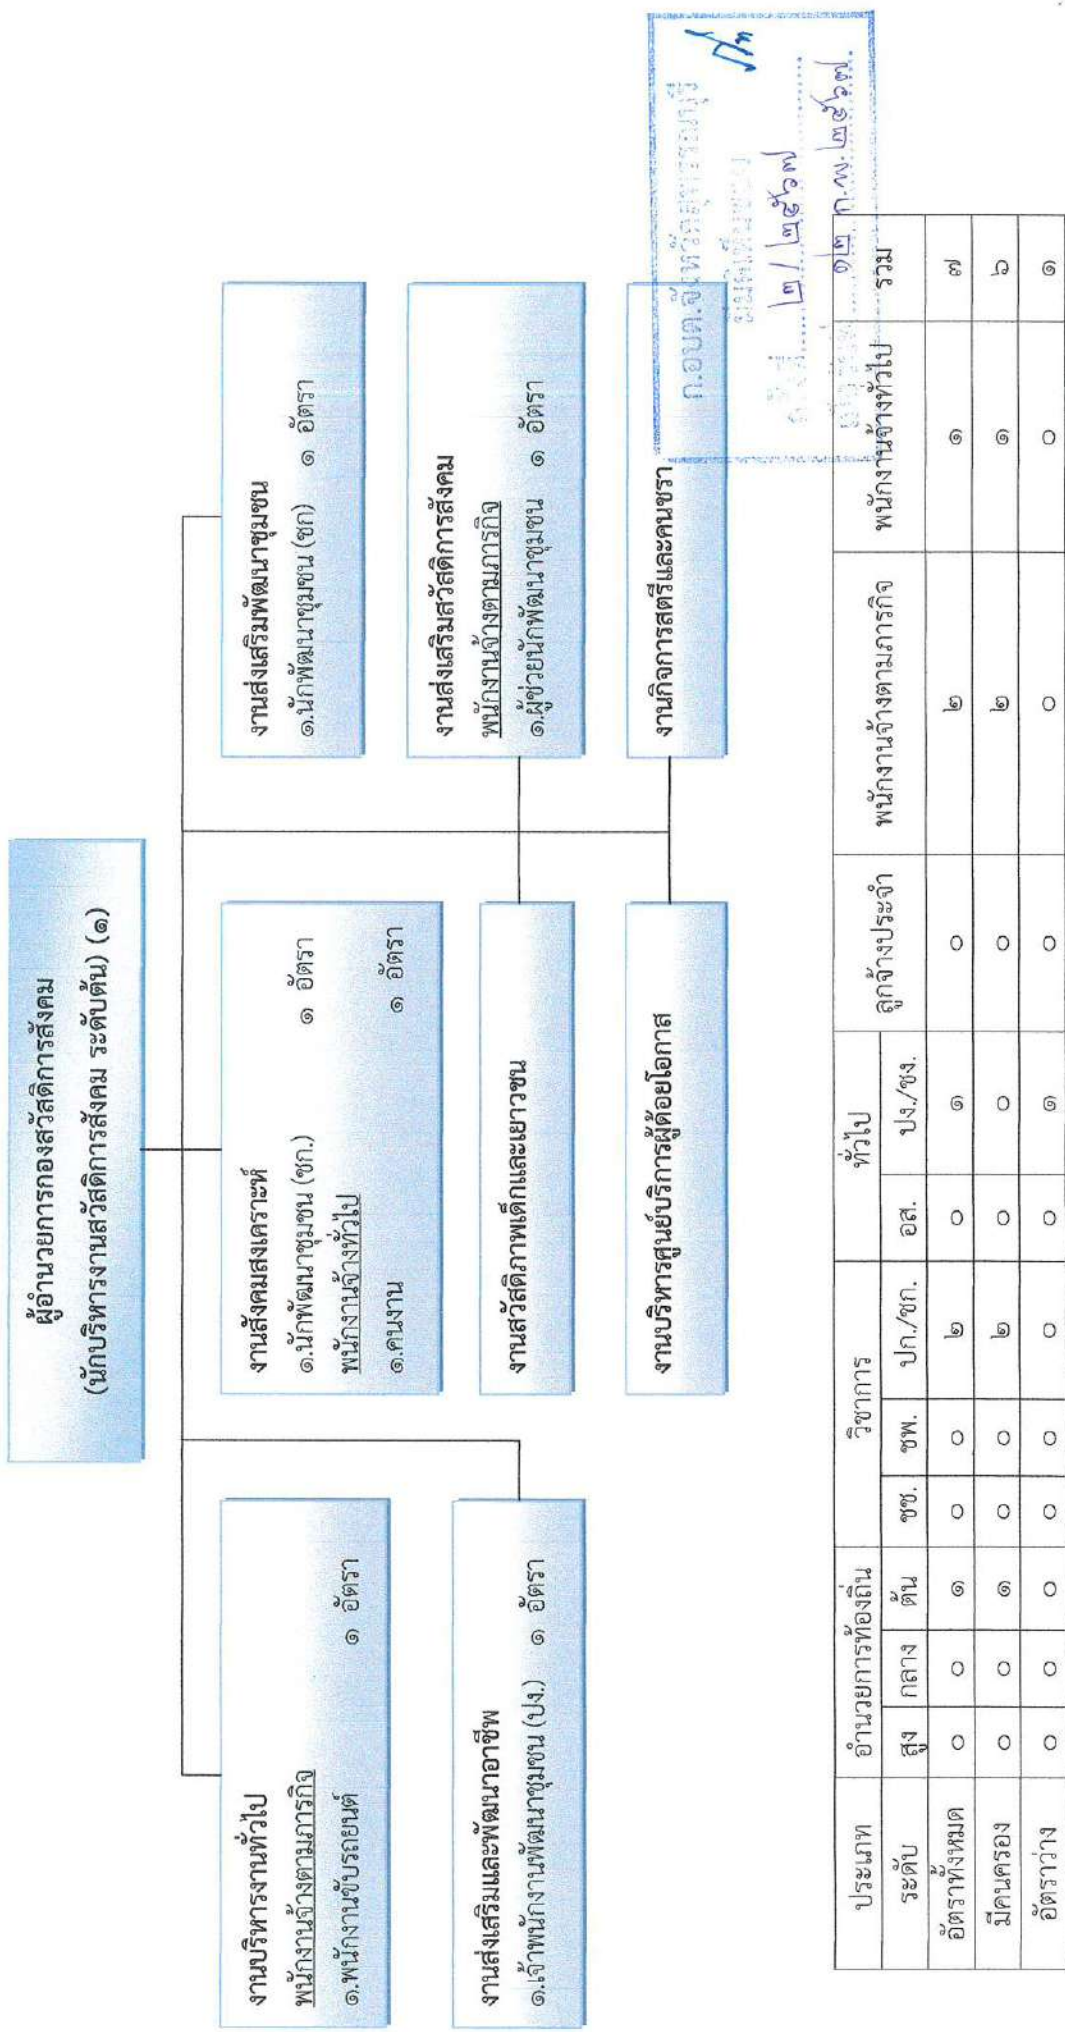 ผู้อำนวยการกองสวัสดิการสังคม
(นักบริหารงานสวัสดิการสังคม ระดับต้น) (๑)
งานบริหารงานทั่วไป
พนักงานจ้างตามภารกิจ
๑.พนักงานขับรถยนต์ ๑ อัตรา
งานสังคมสงเคราะห์
๑.นักพัฒนาชุมชน (ชก.) ๑ อัตรา
พนักงานจ้างทั่วไป
๑.คนงาน ๑ อัตรา
งานส่งเสริมพัฒนาชุมชน
๑.นักพัฒนาชุมชน (ชก) ๑ อัตรา
งานส่งเสริมและพัฒนาอาชีพ
๑.เจ้าพนักงานพัฒนาชุมชน (ปง.) ๑ อัตรา
งานสวัสดิภาพเด็กและเยาวชน
งานส่งเสริมสวัสดิการสังคม
พนักงานจ้างตามภารกิจ
๑.ผู้ช่วยนักพัฒนาชุมชน ๑ อัตรา
งานบริหารศูนย์บริการผู้ด้อยโอกาส
งานกิจการสตรีและคนชรา
ก.อบต.จังหวัดสุพรรณบุรี
มีมติเห็นชอบ
ครั้งที่ ๒ / ๒๕๖๗
๑๒ ก.พ. ๒๕๖๗
ประเภท อำนวยการท้องถิ่น วิชาการ ทั่วไป ลูกจ้างประจำ พนักงานจ้างตามภารกิจ พนักงานจ้างทั่วไป รวม
ระดับ สูง กลาง ต้น ชช. ชพ. ปก./ชก. อส. ปง./ชง.
อัตราทั้งหมด ๐ ๐ ๑ ๐ ๐ ๒ ๐ ๑ ๐ ๒ ๑ ๗
มีคนครอง ๐ ๐ ๑ ๐ ๐ ๒ ๐ ๐ ๐ ๒ ๑ ๖
อัตราว่าง ๐ ๐ ๐ ๐ ๐ ๐ ๐ ๑ ๐ ๐ ๐ ๑